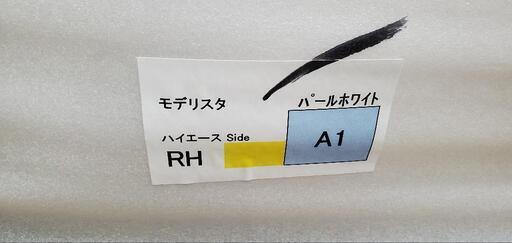 モデリスタ
パールホワイト
ハイエース Side
RH
A1